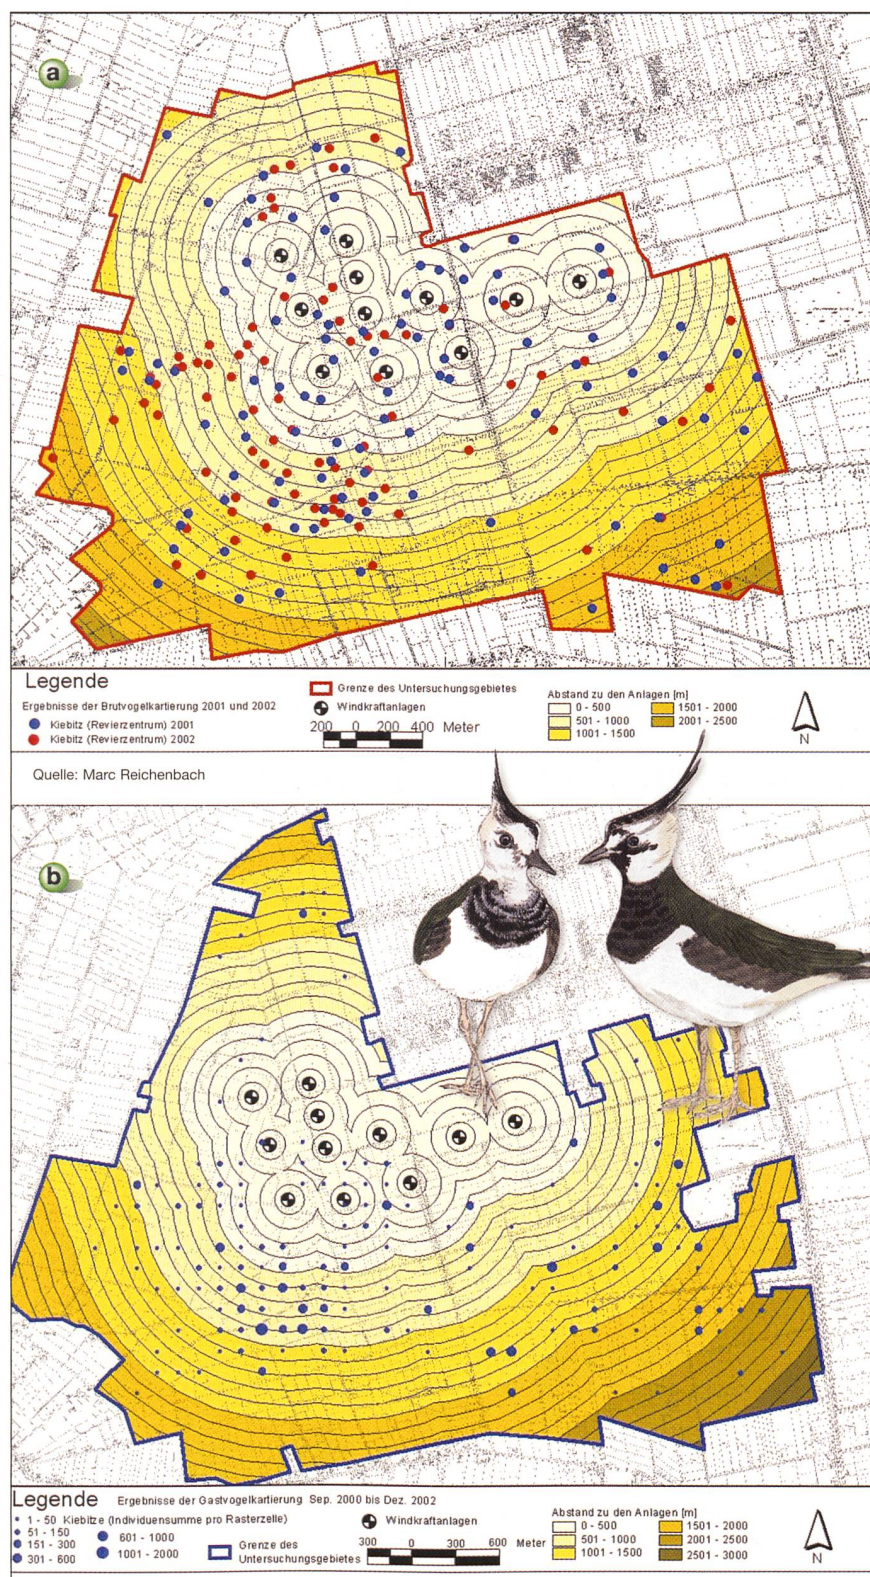 a
Legende
Ergebnisse der Brutvogelkartierung 2001 und 2002
Kiebitz (Revierzentrum) 2001
Kiebitz (Revierzentrum) 2002
Grenze des Untersuchungsgebietes
Windkraftanlagen
200 0 200 400 Meter
Abstand zu den Anlagen [m]
0 - 500
501 - 1000
1001 - 1500
1501 - 2000
2001 - 2500
N
Quelle: Marc Reichenbach
b
Legende
Ergebnisse der Gastvogelkartierung Sep. 2000 bis Dez. 2002
1 - 50 Kiebitze (Individuensumme pro Rasterzelle)
51 - 150
151 - 300
301 - 600
601 - 1000
1001 - 2000
Grenze des
Untersuchungsgebietes
Windkraftanlagen
300 0 300 600 Meter
Abstand zu den Anlagen [m]
0 - 500
501 - 1000
1001 - 1500
1501 - 2000
2001 - 2500
2501 - 3000
N